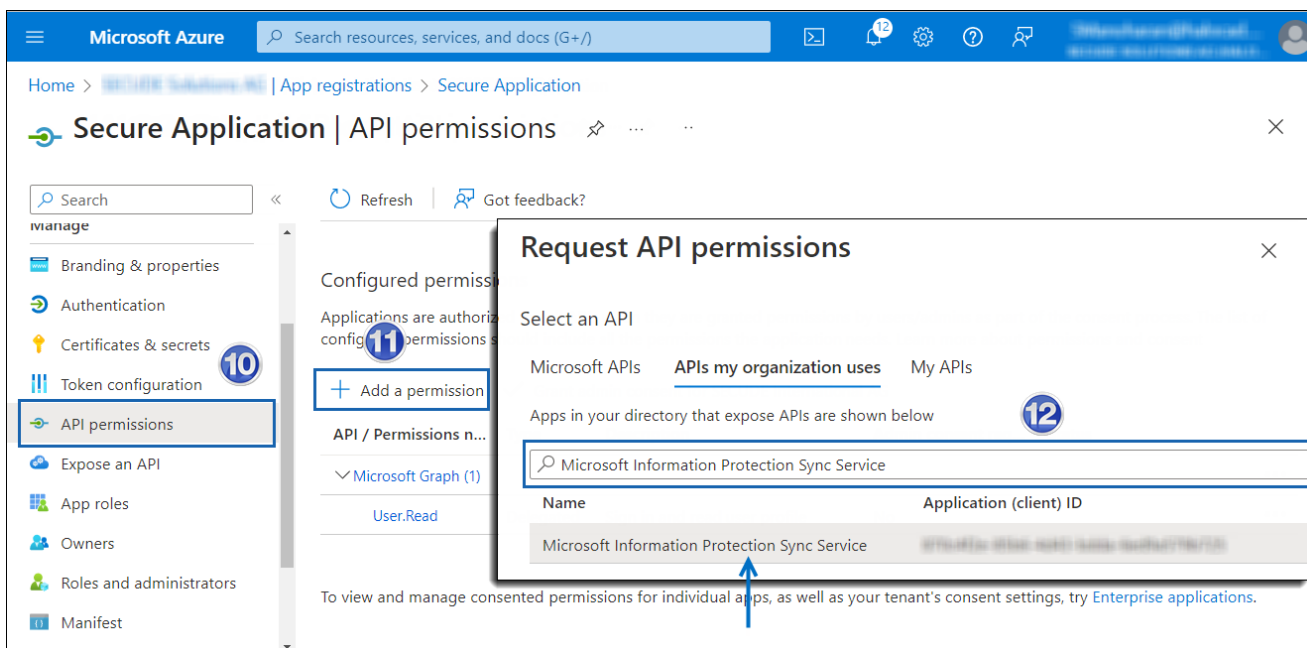 Microsoft Azure
Search resources, services, and docs (G+/)
12
Home > | App registrations > Secure Application
Secure Application | API permissions
Search
Refresh
Got feedback?
Manage
Branding & properties
Authentication
Certificates & secrets
10
Token configuration
API permissions
Expose an API
App roles
Owners
Roles and administrators
Manifest
Configured permissi
Applications are authoriz
config permissions s
11
Add a permission
API / Permissions n...
Microsoft Graph (1)
User.Read
Request API permissions
Select an API
Microsoft APIs APIs my organization uses My APIs
Apps in your directory that expose APIs are shown below
12
Microsoft Information Protection Sync Service
Name Application (client) ID
Microsoft Information Protection Sync Service
To view and manage consented permissions for individual apps, as well as your tenant's consent settings, try Enterprise applications.